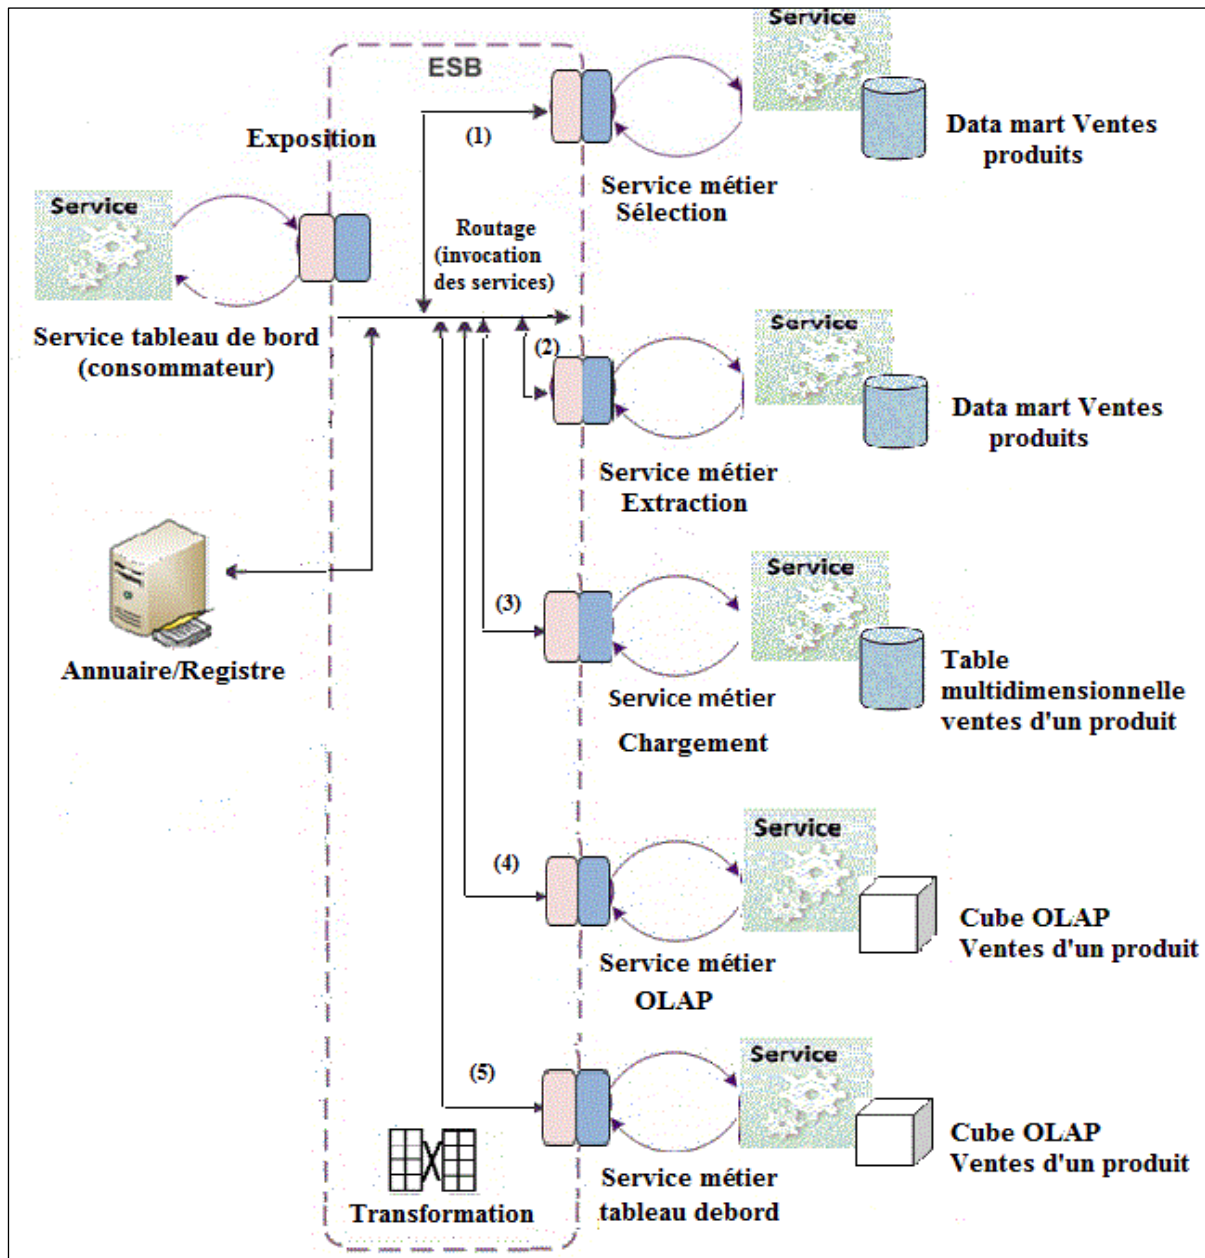 Service
ESB
Exposition
(1)
Data mart Ventes
produits
Service métier
Sélection
Service
Routage
(invocation
des services)
Service tableau de bord
(consommateur)
Service
(2)
Data mart Ventes
produits
Service métier
Extraction
Service
(3)
Annuaire/Registre
Table
multidimensionnelle
ventes d'un produit
Service métier
Chargement
Service
(4)
Cube OLAP
Ventes d'un produit
Service métier
OLAP
Service
(5)
Cube OLAP
Ventes d'un produit
Service métier
tableau debord
Transformation